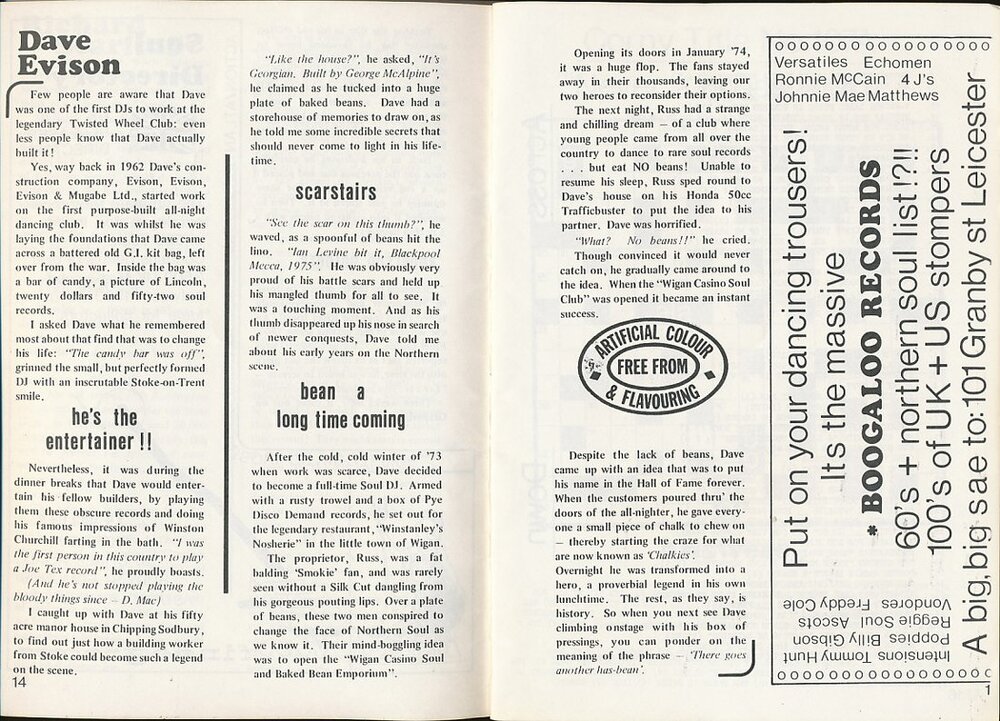 Dave
Evison
Few people are aware that Dave
was one of the first DJs to work at the
legendary Twisted Wheel Club: even
less people know that Dave actually
built it!
Yes, way back in 1962 Dave's con-
struction company, Evison, Evison,
Evison & Mugabe Ltd., started work
on the first purpose-built all-night
dancing club. It was whilst he was
laying the foundations that Dave came
across a battered old G.I. kit bag, left
over from the war. Inside the bag was
a bar of candy, a picture of Lincoln,
twenty dollars and fifty-two soul
records.
I asked Dave what he remembered
most about that find that was to change
his life: "The candy bar was off",
grinned the small, but perfectly formed
DJ with an inscrutable Stoke-on-Trent
smile.
he's the
entertainer !!
Nevertheless, it was during the
dinner breaks that Dave would enter-
tain his fellow builders, by playing
them these obscure records and doing
his famous impressions of Winston
Churchill farting in the bath. "I was
the first person in this country to play
a Joe Tex record", he proudly boasts.
(And he's not stopped playing the
bloody things since – D. Mac)
I caught up with Dave at his fifty
acre manor house in Chipping Sodbury,
to find out just how a building worker
from Stoke could become such a legend
on the scene.
14
"Like the house?", he asked, "It's
Georgian. Built by George McAlpine",
he claimed as he tucked into a huge
plate of baked beans. Dave had a
storehouse of memories to draw on, as
he told me some incredible secrets that
should never come to light in his life-
time.
scarstairs
"See the scar on this thumb?", he
waved, as a spoonful of beans hit the
lino. "Ian Levine bit it, Blackpool
Mecca, 1975". He was obviously very
proud of his battle scars and held up
his mangled thumb for all to see. It
was a touching moment. And as his
thumb disappeared up his nose in search
of newer conquests, Dave told me
about his early years on the Northern
scene.
bean a
long time coming
After the cold, cold winter of '73
when work was scarce, Dave decided
to become a full-time Soul DJ. Armed
with a rusty trowel and a box of Pye
Disco Demand records, he set out for
the legendary restaurant, "Winstanley's
Nosherie" in the little town of Wigan.
The proprietor, Russ, was a fat
balding 'Smokie' fan, and was rarely
seen without a Silk Cut dangling from
his gorgeous pouting lips. Over a plate
of beans, these two men conspired to
change the face of Northern Soul as
we know it. Their mind-boggling idea
was to open the "Wigan Casino Soul
and Baked Bean Emporium".
Opening its doors in January '74,
it was a huge flop. The fans stayed
away in their thousands, leaving our
two heroes to reconsider their options.
The next night, Russ had a strange
and chilling dream – of a club where
young people came from all over the
country to dance to rare soul records
. . . but eat NO beans! Unable to
resume his sleep, Russ sped round to
Dave's house on his Honda 50cc
Trafficbuster to put the idea to his
partner. Dave was horrified.
"What? No beans!!" he cried.
Though convinced it would never
catch on, he gradually came around to
the idea. When the "Wigan Casino Soul
Club" was opened it became an instant
success.
ARTIFICIAL COLOUR
FREE FROM
& FLAVOURING
Despite the lack of beans, Dave
came up with an idea that was to put
his name in the Hall of Fame forever.
When the customers poured thru' the
doors of the all-nighter, he gave every-
one a small piece of chalk to chew on
– thereby starting the craze for what
are now known as 'Chalkies'.
Overnight he was transformed into a
hero, a proverbial legend in his own
lunchtime. The rest, as they say, is
history. So when you next see Dave
climbing onstage with his box of
pressings, you can ponder on the
meaning of the phrase – 'There goes
another has-bean'.
Versatiles Echomen
Ronnie McCain 4 J's
Johnnie Mae Matthews
Put on your dancing trousers!
Its the massive
* BOOGALOO RECORDS
60's + northern soul list!?!!
100's of UK + US stompers
A big, big sae to: 101 Granby st Leicester
Intensions Tommy Hunt
Poppies Billy Gibson
Reggie Soul Ascots
Vondores Freddy Cole
1